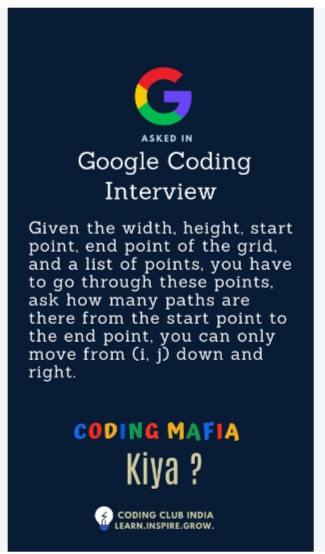 ASKED IN
Google Coding
Interview
Given the width, height, start
point, end point of the grid,
and a list of points, you have
to go through these points,
ask how many paths are
there from the start point to
the end point, you can only
move from (i, j) down and
right.
CODING MAFIA
Kiya ?
CODING CLUB INDIA
LEARN.INSPIRE.GROW.